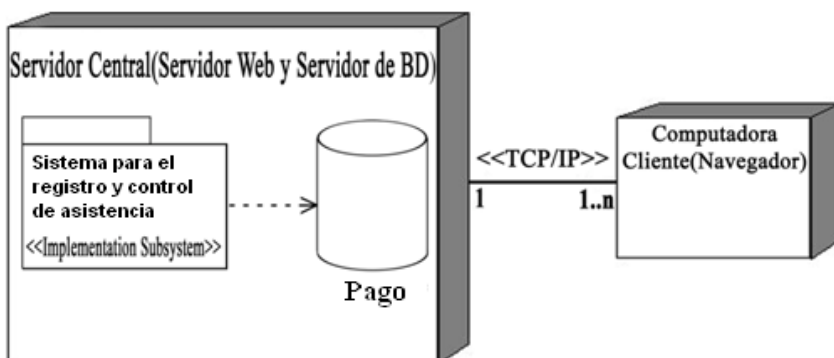 Servidor Central(Servidor Web y Servidor de BD)
Sistema para el
registro y control
de asistencia
<<Implementation Subsystem>>
Pago
<<TCP/IP>>
1
1..n
Computadora
Cliente(Navegador)